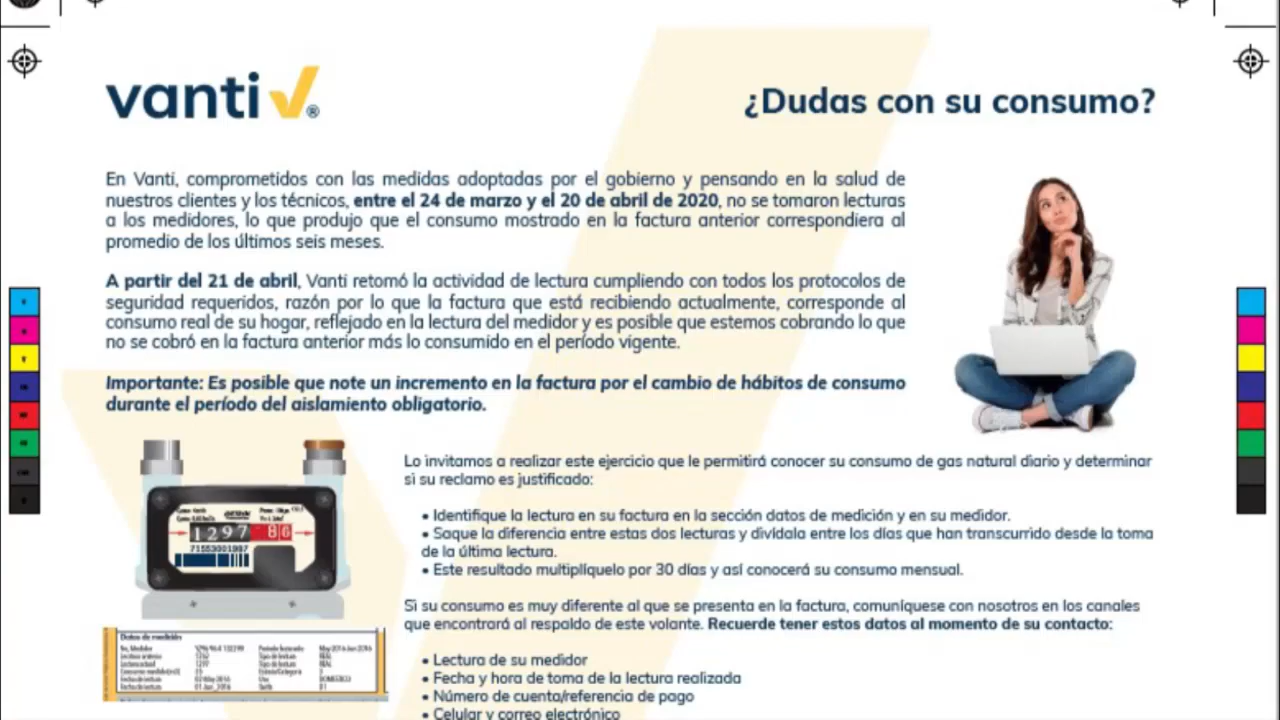 vanti
¿Dudas con su consumo?
En Vanti, comprometidos con las medidas adoptadas por el gobierno y pensando en la salud de
nuestros clientes y los técnicos, entre el 24 de marzo y el 20 de abril de 2020, no se tomaron lecturas
a los medidores, lo que produjo que el consumo mostrado en la factura anterior correspondiera al
promedio de los últimos seis meses.
A partir del 21 de abril, Vanti retomó la actividad de lectura cumpliendo con todos los protocolos de
seguridad requeridos, razón por lo que la factura que está recibiendo actualmente, corresponde al
consumo real de su hogar, reflejado en la lectura del medidor y es posible que estemos cobrando lo que
no se cobró en la factura anterior más lo consumido en el período vigente.
Importante: Es posible que note un incremento en la factura por el cambio de hábitos de consumo
durante el período del aislamiento obligatorio.
Lo invitamos a realizar este ejercicio que le permitirá conocer su consumo de gas natural diario y determinar
si su reclamo es justificado:
• Identifique la lectura en su factura en la sección datos de medición y en su medidor.
• Saque la diferencia entre estas dos lecturas y divídala entre los días que han transcurrido desde la toma
de la última lectura.
• Este resultado multiplíquelo por 30 días y así conocerá su consumo mensual.
Si su consumo es muy diferente al que se presenta en la factura, comuníquese con nosotros en los canales
que encontrará al respaldo de este volante. Recuerde tener estos datos al momento de su contacto:
• Lectura de su medidor
• Fecha y hora de toma de la lectura realizada
• Número de cuenta/referencia de pago
• Celular y correo electrónico
1297 86
71553001987
Datos de medición